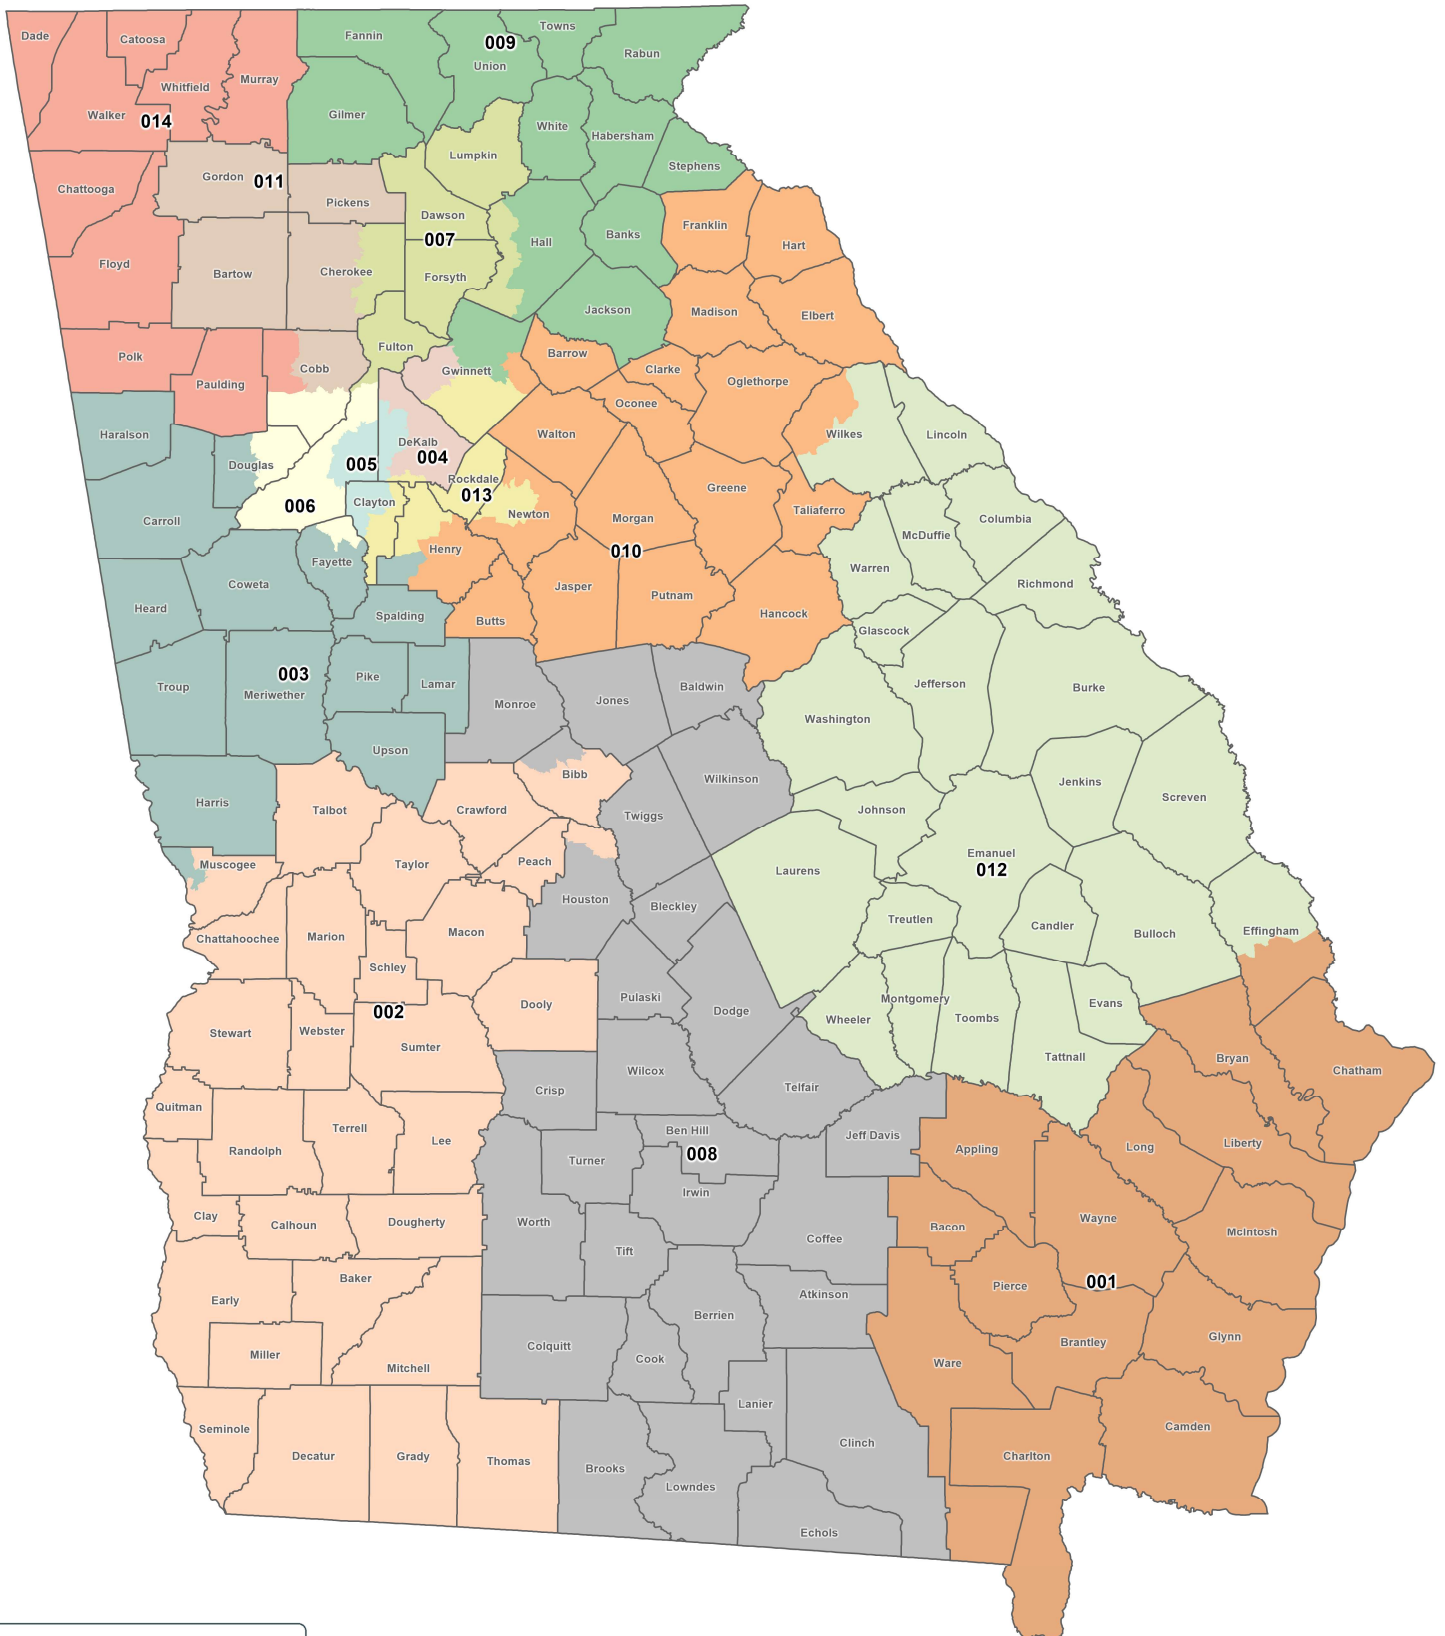 Dade
Catoosa
Fannin
Towns
009
Union
Rabun
Whitfield
Murray
Walker
014
Gilmer
White
Habersham
Lumpkin
Stephens
Chattooga
Gordon
011
Pickens
Dawson
007
Hall
Banks
Franklin
Hart
Floyd
Bartow
Cherokee
Forsyth
Jackson
Madison
Elbert
Polk
Paulding
Cobb
Fulton
Gwinnett
Barrow
Clarke
Oglethorpe
Oconee
Haralson
Douglas
005
DeKalb
004
Walton
Wilkes
Lincoln
Carroll
006
Clayton
Rockdale
013
Newton
Morgan
Greene
Taliaferro
McDuffie
Columbia
Henry
010
Fayette
Coweta
Heard
Spalding
Butts
Jasper
Putnam
Hancock
Warren
Richmond
Glascock
Troup
003
Meriwether
Pike
Lamar
Monroe
Jones
Baldwin
Washington
Jefferson
Burke
Upson
Bibb
Wilkinson
Harris
Talbot
Crawford
Twiggs
Johnson
Jenkins
Screven
Muscogee
Taylor
Peach
Houston
Bleckley
Laurens
Emanuel
012
Treutlen
Candler
Bulloch
Effingham
Chattahoochee
Marion
Macon
Schley
002
Dooly
Pulaski
Dodge
Wheeler
Montgomery
Toombs
Evans
Tattnall
Stewart
Webster
Sumter
Crisp
Wilcox
Telfair
Bryan
Chatham
Quitman
Randolph
Terrell
Lee
Turner
Ben Hill
008
Irwin
Jeff Davis
Appling
Long
Liberty
Clay
Calhoun
Dougherty
Worth
Tift
Coffee
Bacon
Wayne
McIntosh
Early
Baker
Berrien
Atkinson
Pierce
001
Miller
Mitchell
Colquitt
Cook
Ware
Brantley
Glynn
Seminole
Decatur
Grady
Thomas
Brooks
Lanier
Lowndes
Clinch
Echols
Charlton
Camden